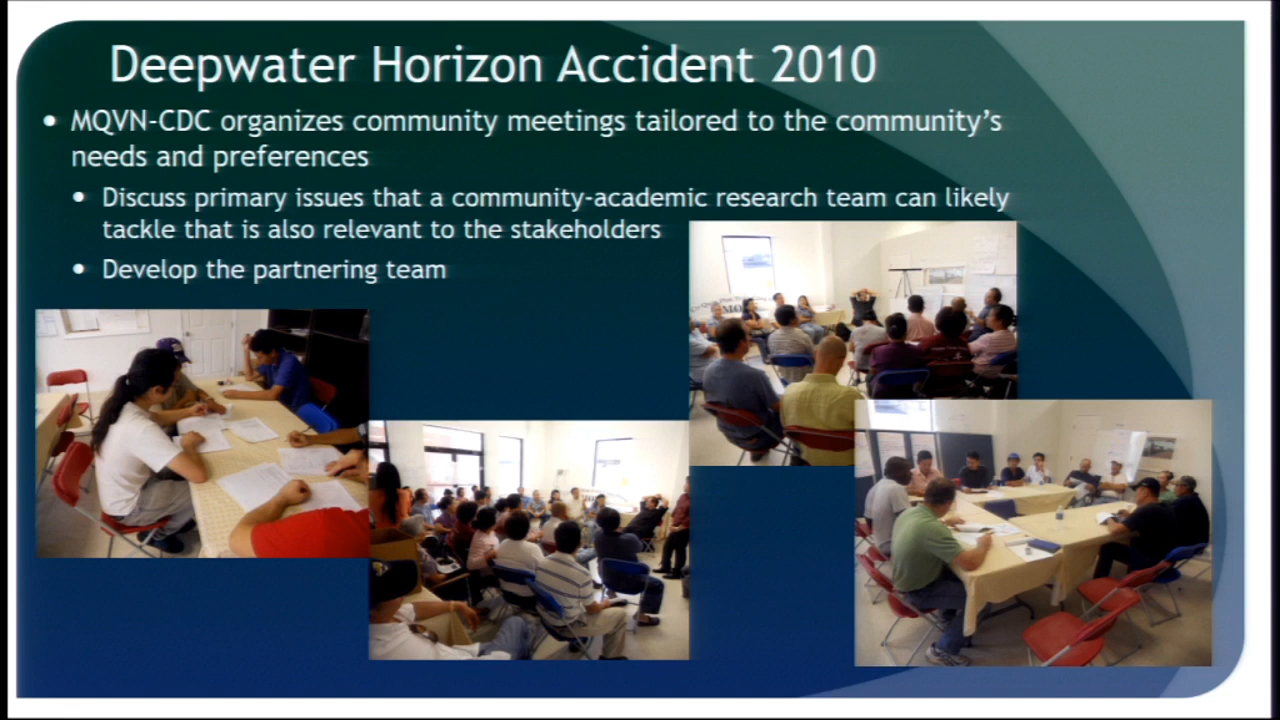 Deepwater Horizon Accident 2010
• MQVN-CDC organizes community meetings tailored to the community’s
needs and preferences
• Discuss primary issues that a community-academic research team can likely
tackle that is also relevant to the stakeholders
• Develop the partnering team